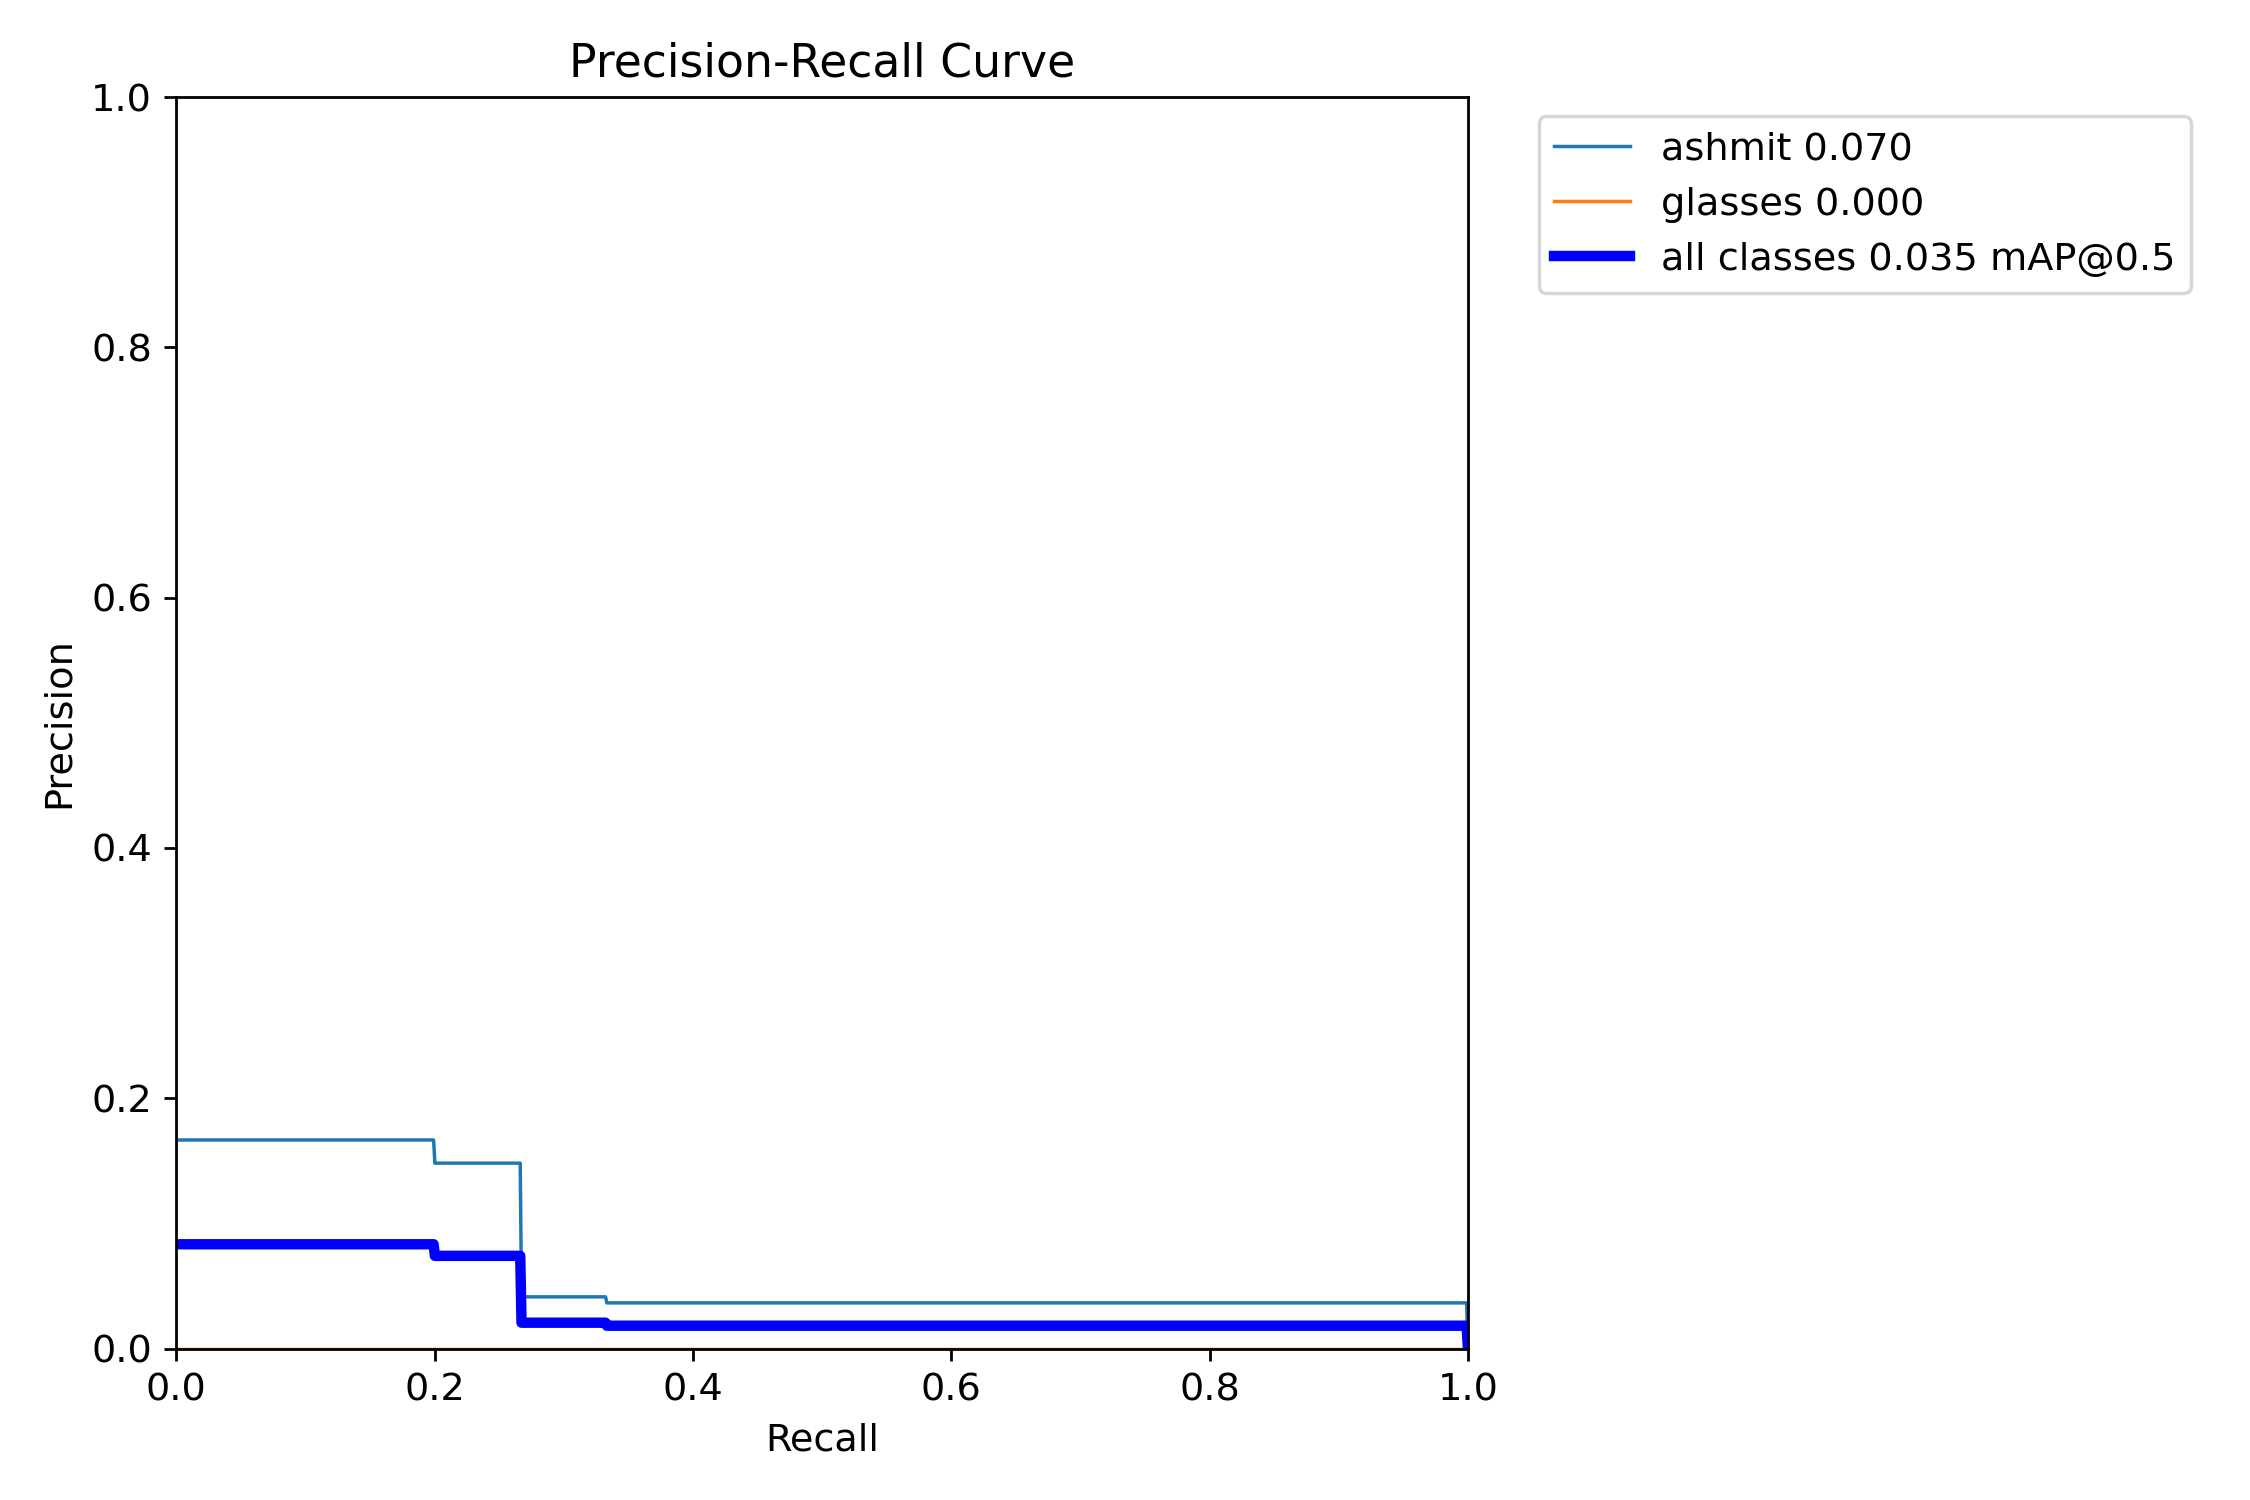 Precision-Recall Curve
1.0
0.8
0.6
0.4
0.2
0.0
Precision
0.0 0.2 0.4 0.6 0.8 1.0
Recall
ashmit 0.070
glasses 0.000
all classes 0.035 mAP@0.5